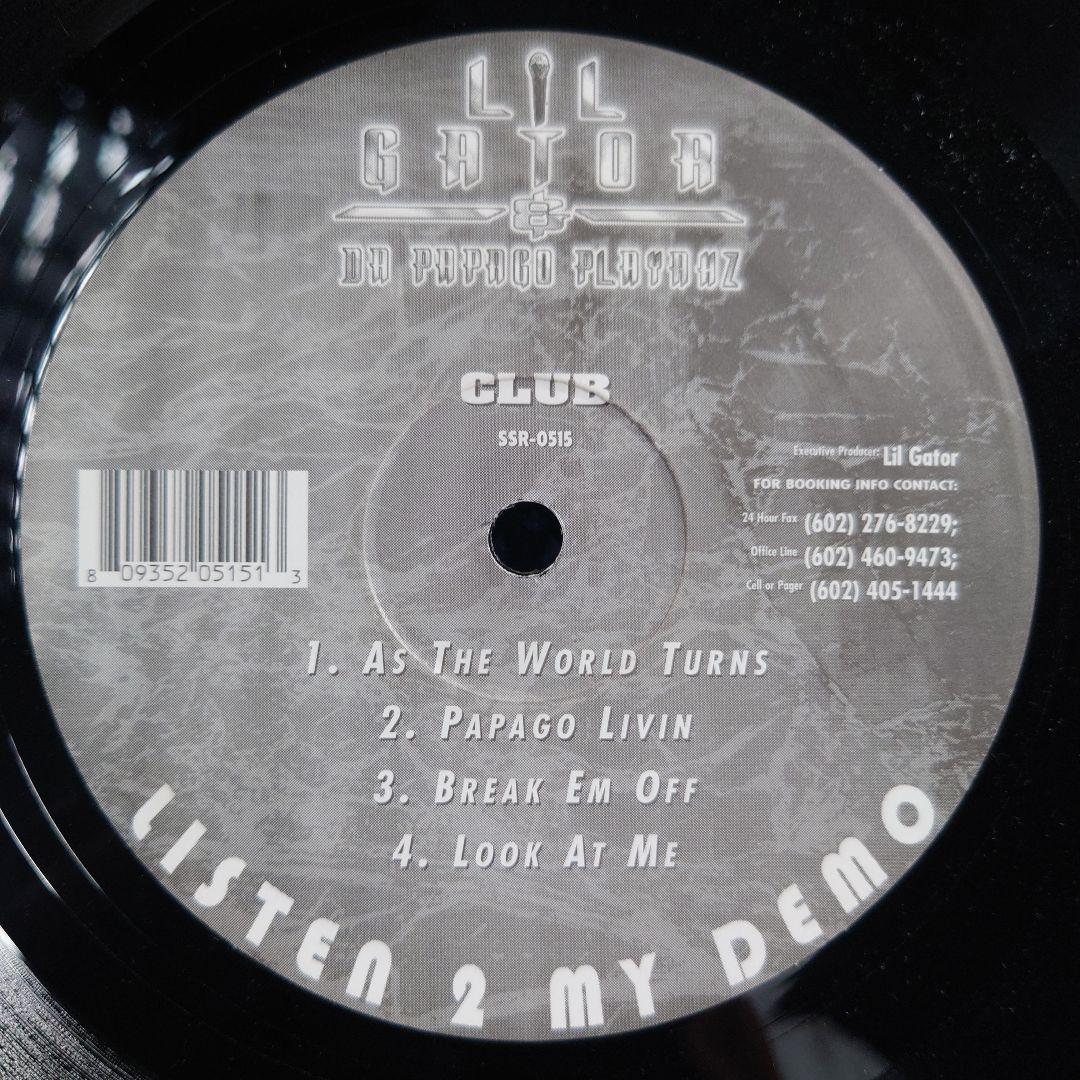 LIL
GATOR
&
DA PAPAGO PLAYAAZ
CLUB
SSR-0515
Executive Producer: Lil Gator
FOR BOOKING INFO CONTACT:
24 Hour Fax (602) 276-8229;
Office Line (602) 460-9473;
Cell or Pager (602) 405-1444
8 09352 05151 3
1. AS THE WORLD TURNS
2. PAPAGO LIVIN
3. BREAK EM OFF
4. LOOK AT ME
LISTEN 2 MY DEMO